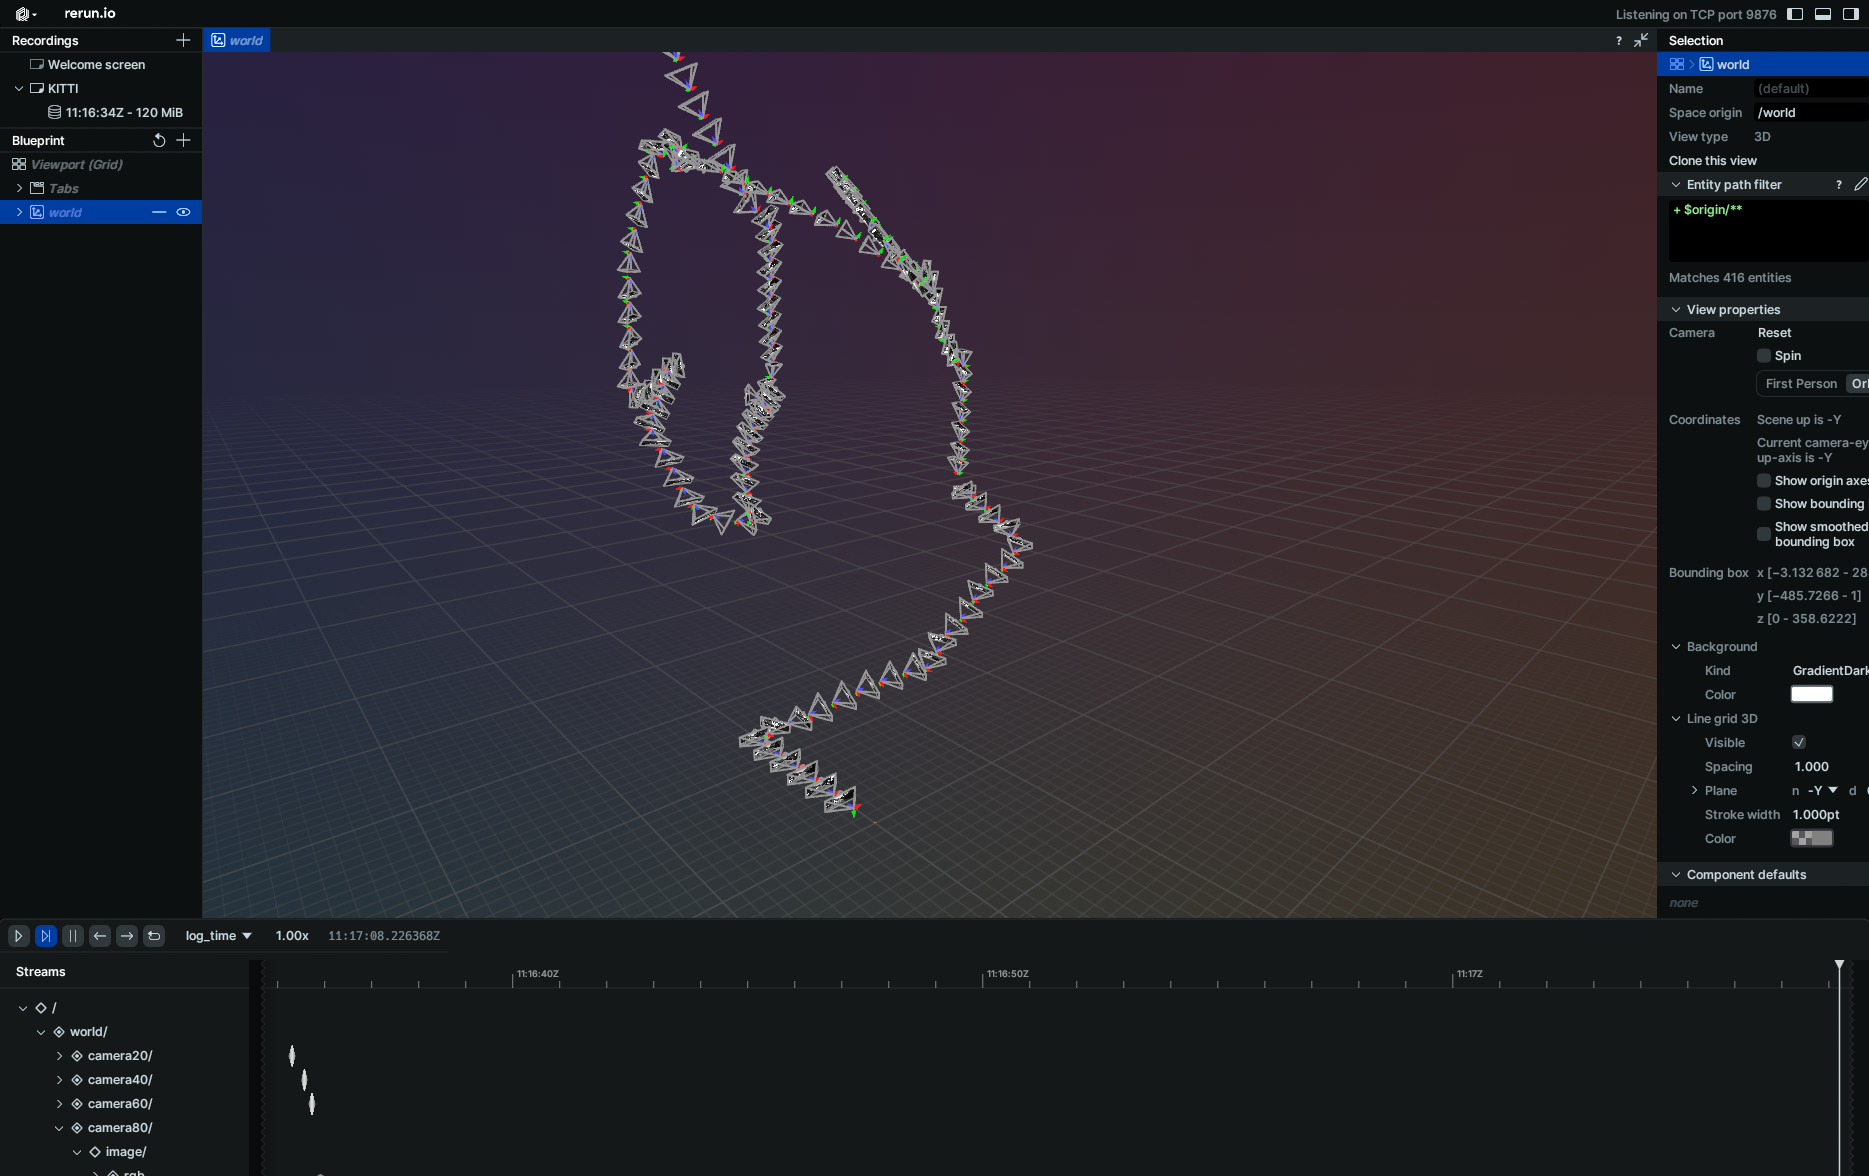 rerun.io
Listening on TCP port 9876
Recordings
Welcome screen
KITTI
11:16:34Z - 120 MiB
Blueprint
Viewport (Grid)
Tabs
world
world
?
Selection
world
Name (default)
Space origin /world
View type 3D
Clone this view
Entity path filter ?
+ $origin/**
Matches 416 entities
View properties
Camera Reset
Spin
First Person Orl
Coordinates Scene up is -Y
Current camera-ey
up-axis is -Y
Show origin axes
Show bounding
Show smoothed
bounding box
Bounding box x [−3.132 682 - 28
y [−485.7266 - 1]
z [0 - 358.6222]
Background
Kind GradientDark
Color
Line grid 3D
Visible
Spacing 1.000
Plane n -Y d
Stroke width 1.000pt
Color
Component defaults
none
log_time 1.00x 11:17:08.226368Z
Streams
11:16:40Z 11:16:50Z 11:17Z
/
world/
camera20/
camera40/
camera60/
camera80/
image/
rgb